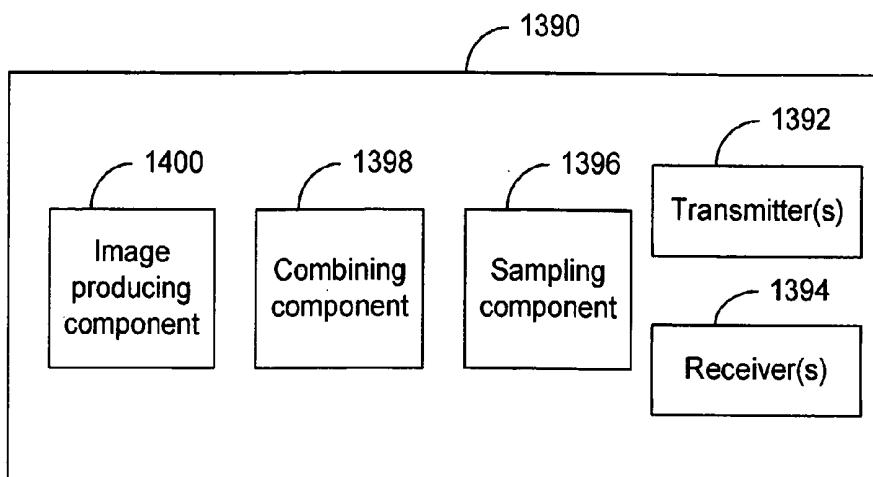 1390
1392
1400
1398
1396
Transmitter(s)
Image
producing
component
Combining
component
Sampling
component
1394
Receiver(s)